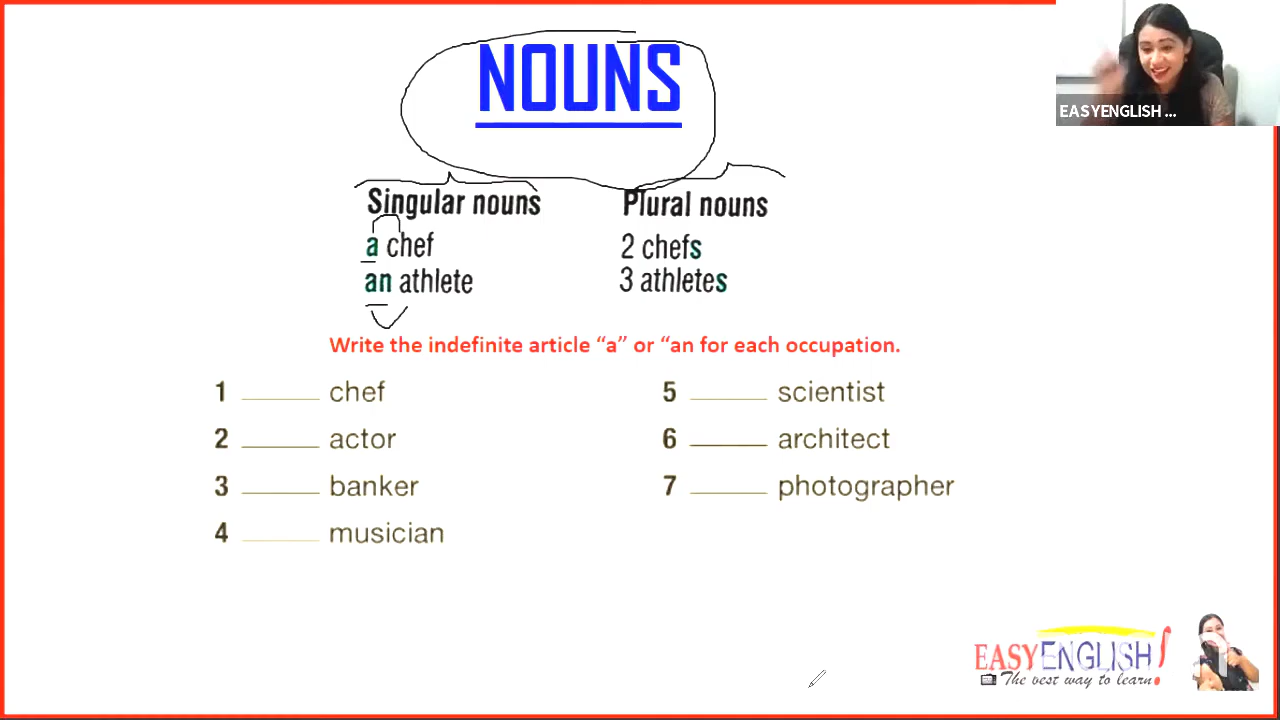 NOUNS
EASYENGLISH ...
Singular nouns
a chef
an athlete
Plural nouns
2 chefs
3 athletes
Write the indefinite article “a” or “an for each occupation.
1 ______ chef
2 ______ actor
3 ______ banker
4 ______ musician
5 ______ scientist
6 ______ architect
7 ______ photographer
EASYENGLISH!
The best way to learn!